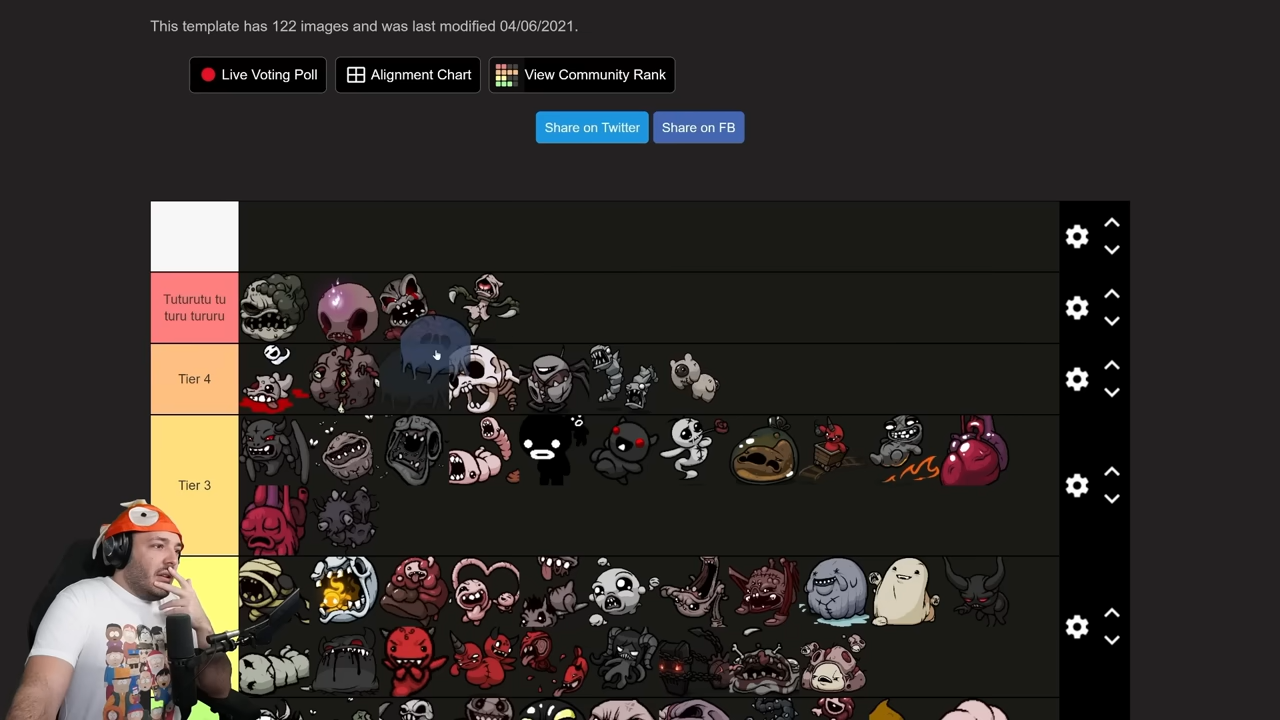 This template has 122 images and was last modified 04/06/2021.
Live Voting Poll
Alignment Chart
View Community Rank
Share on Twitter
Share on FB
Tuturutu tu
turu tururu
Tier 4
Tier 3